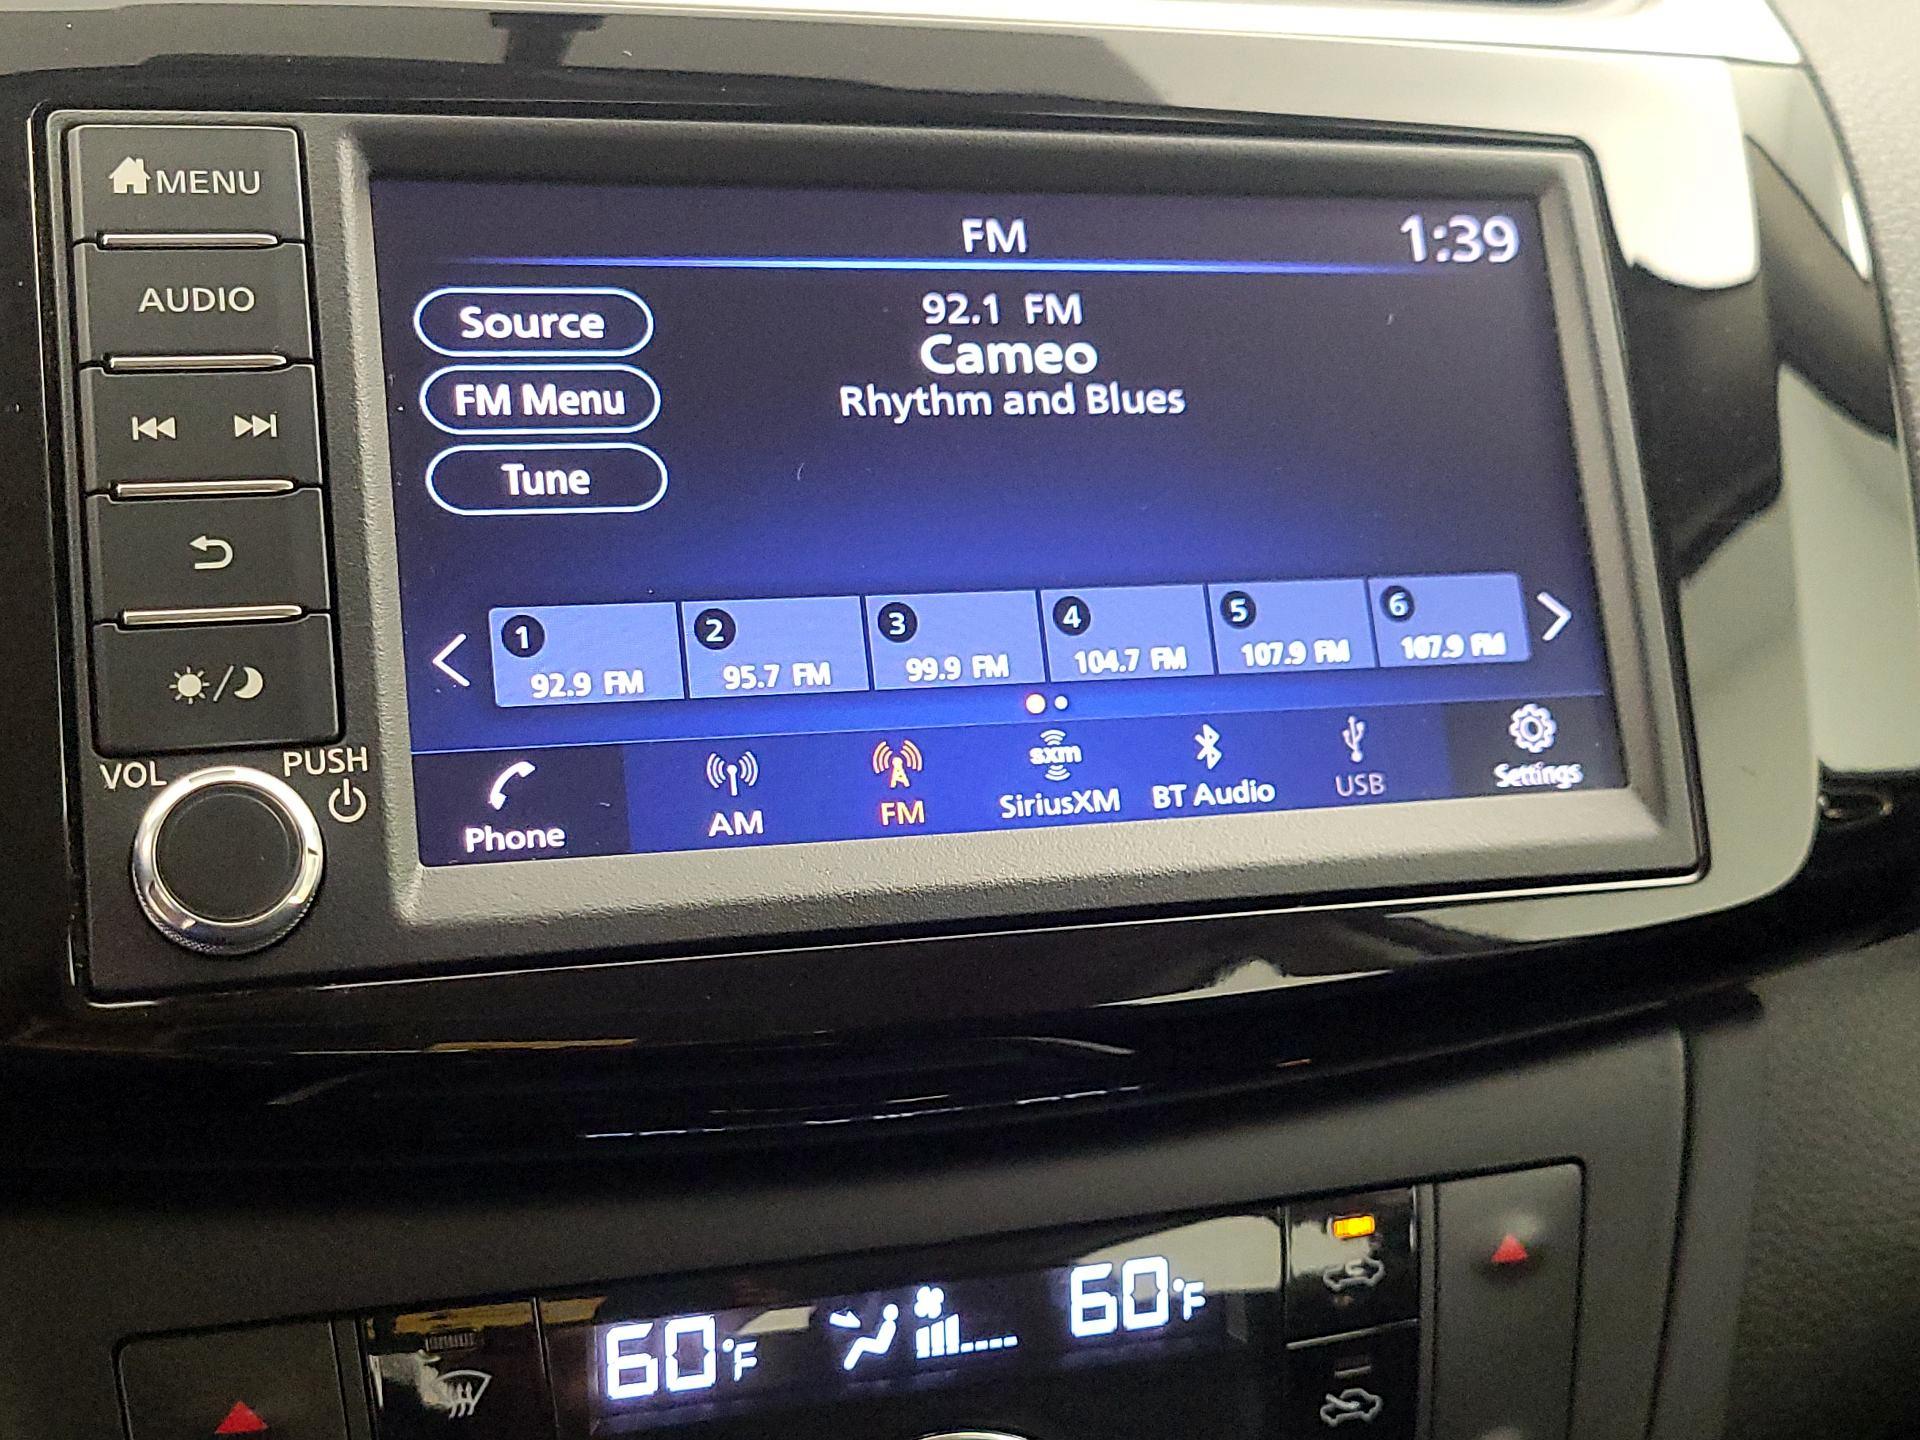 MENU
AUDIO
VOL
PUSH
FM
1:39
Source
FM Menu
Tune
92.1 FM
Cameo
Rhythm and Blues
1
92.9 FM
2
95.7 FM
3
99.9 FM
4
104.7 FM
5
107.9 FM
6
107.9 FM
Phone
AM
FM
sxm
SiriusXM
BT Audio
USB
Settings
60°F
60°F